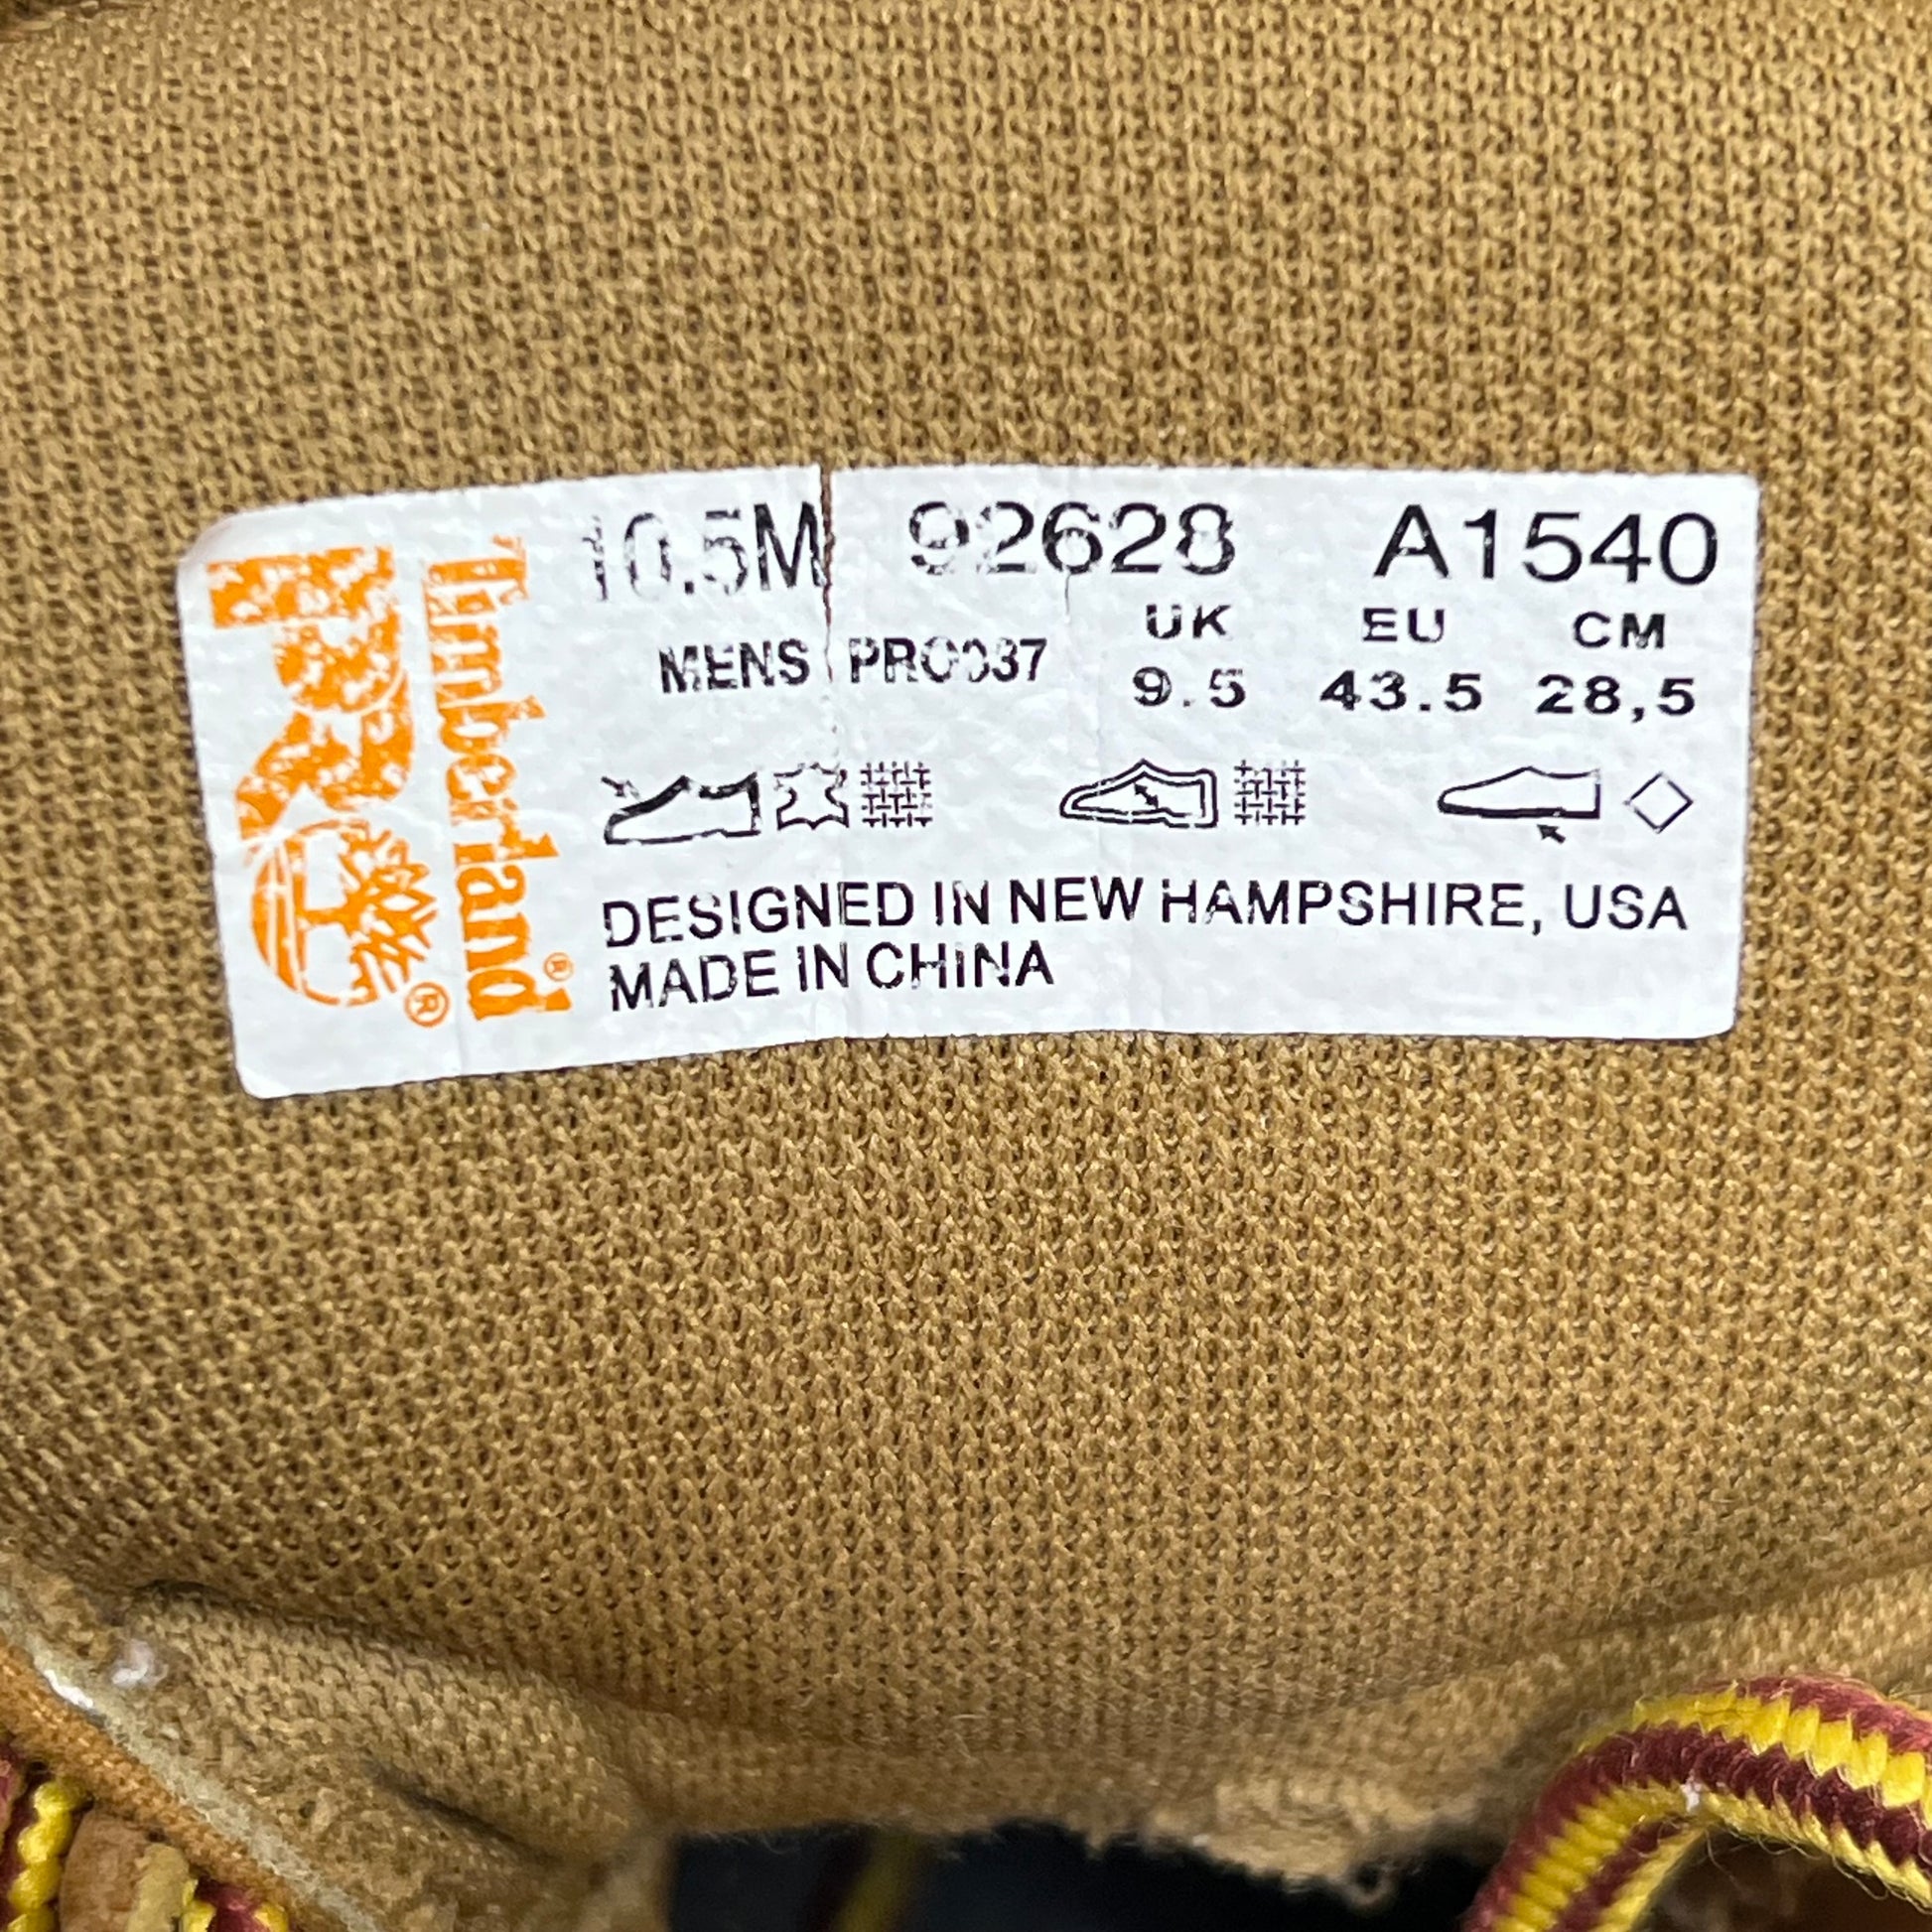 PRO ®
Timberland®
10.5M 92628 A1540
UK EU CM
MENS PRO037 9.5 43.5 28,5
DESIGNED IN NEW HAMPSHIRE, USA
MADE IN CHINA